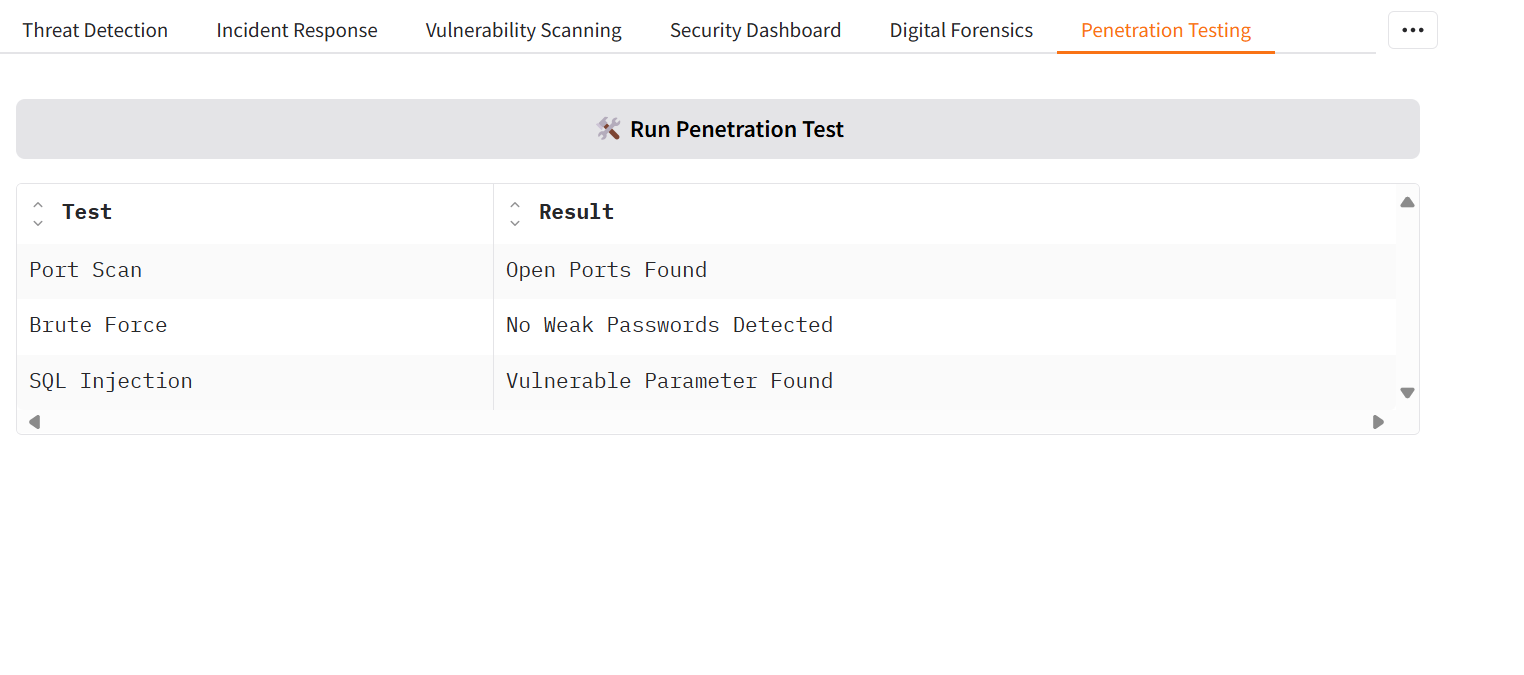 Threat Detection Incident Response Vulnerability Scanning Security Dashboard Digital Forensics Penetration Testing
Run Penetration Test
Test Result
Port Scan Open Ports Found
Brute Force No Weak Passwords Detected
SQL Injection Vulnerable Parameter Found